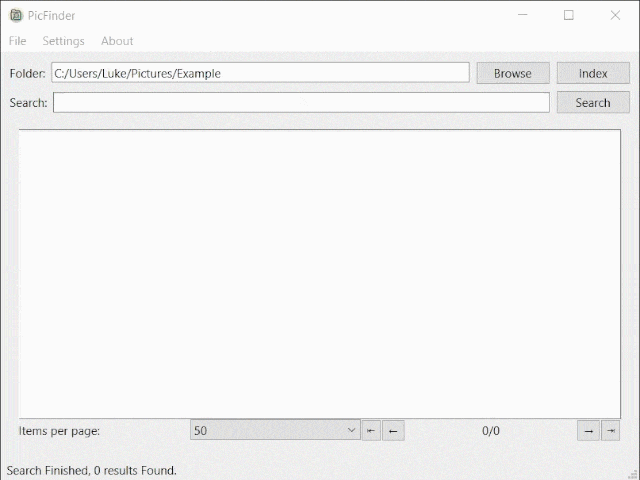 PicFinder
File Settings About
Folder: C:/Users/Luke/Pictures/Example Browse Index
Search: Search
Items per page: 50 0/0
Search Finished, 0 results Found.